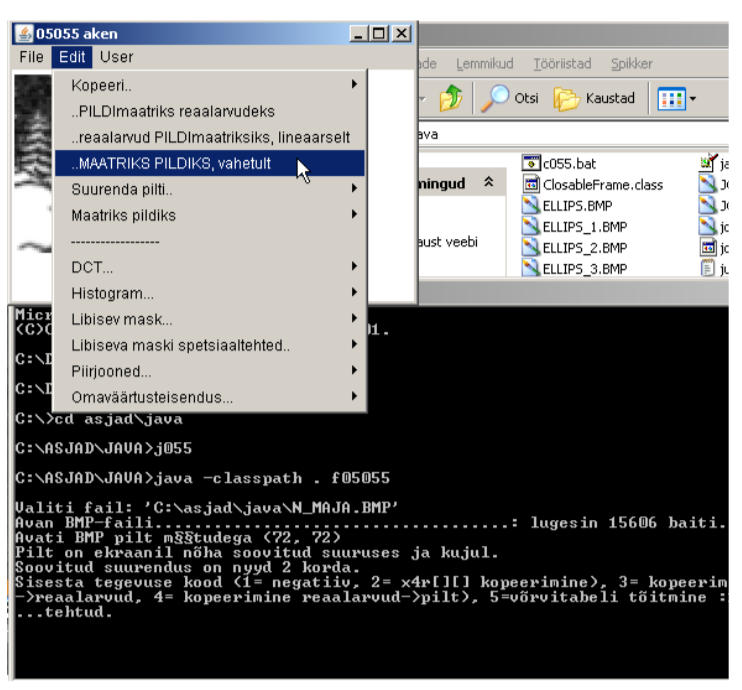 05055 aken
File Edit User
Kopeeri..
..PILDImaatriks reaalarvudeks
..reaalarvud PILDImaatriksiks, lineaarselt
..MAATRIKS PILDIKS, vahetult
Suurenda pilti..
Maatriks pildiks
------------------
DCT...
Histogram...
Libisev mask...
Libiseva maski spetsiaaltehted..
Piirjooned...
Omaväärtusteisendus...
Lemmikud Tööriistad Spikker
Otsi Kaustad
ava
mingud
aust veebi
c055.bat
ClosableFrame.class
ELLIPS.BMP
ELLIPS_1.BMP
ELLIPS_2.BMP
ELLIPS_3.BMP
Micr
(C)C
C:\D
C:\D
C:\>cd asjad\java
C:\ASJAD\JAVA>j055
C:\ASJAD\JAVA>java -classpath . f05055
Valiti fail: 'C:\asjad\java\N_MAJA.BMP'
Avan BMP-faili..................................: lugesin 15606 baiti.
Avati BMP pilt m§§tudega (72, 72)
Pilt on ekraanil nõha soovitud suuruses ja kujul.
Soovitud suurendus on nyyd 2 korda.
Sisesta tegevuse kood (1= negatiiv, 2= x4r[][] kopeerimine), 3= kopeerim
->reaalarvud, 4= kopeerimine reaalarvud->pilt), 5=võrvitabeli tõitmine :
...tehtud.